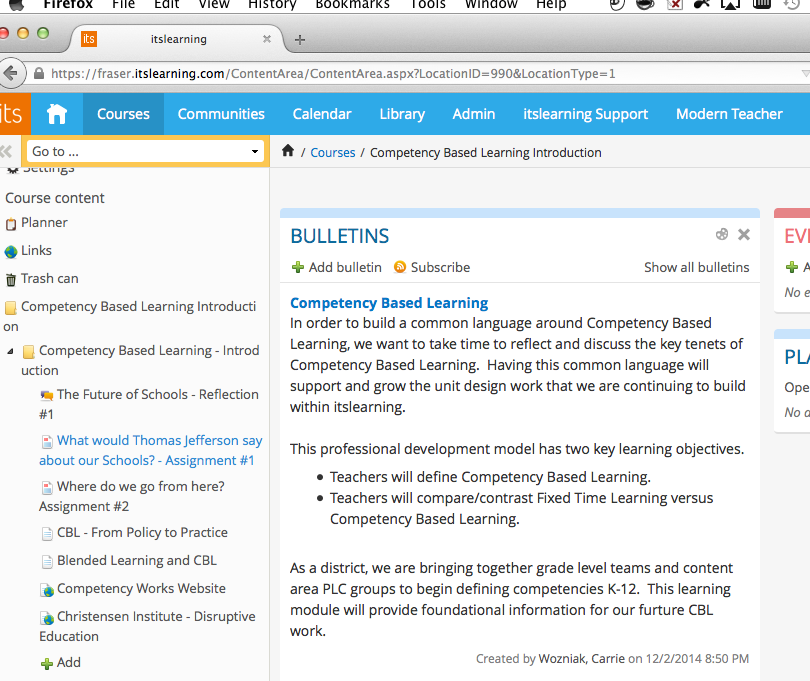 Firefox File Edit View History Bookmarks Tools Window Help
its itslearning
https://fraser.itslearning.com/ContentArea/ContentArea.aspx?LocationID=990&LocationType=1
its Courses Communities Calendar Library Admin itslearning Support Modern Teacher
Go to ...
/ Courses / Competency Based Learning Introduction
Settings
Course content
Planner
Links
Trash can
Competency Based Learning Introducti
on
Competency Based Learning - Introd
uction
The Future of Schools - Reflection
#1
What would Thomas Jefferson say
about our Schools? - Assignment #1
Where do we go from here?
Assignment #2
CBL - From Policy to Practice
Blended Learning and CBL
Competency Works Website
Christensen Institute - Disruptive
Education
Add
BULLETINS
Add bulletin Subscribe Show all bulletins
Competency Based Learning
In order to build a common language around Competency Based
Learning, we want to take time to reflect and discuss the key tenets of
Competency Based Learning. Having this common language will
support and grow the unit design work that we are continuing to build
within itslearning.
This professional development model has two key learning objectives.
Teachers will define Competency Based Learning.
Teachers will compare/contrast Fixed Time Learning versus
Competency Based Learning.
As a district, we are bringing together grade level teams and content
area PLC groups to begin defining competencies K-12. This learning
module will provide foundational information for our furture CBL
work.
Created by Wozniak, Carrie on 12/2/2014 8:50 PM
EV
A
No e
PLA
Ope
No a